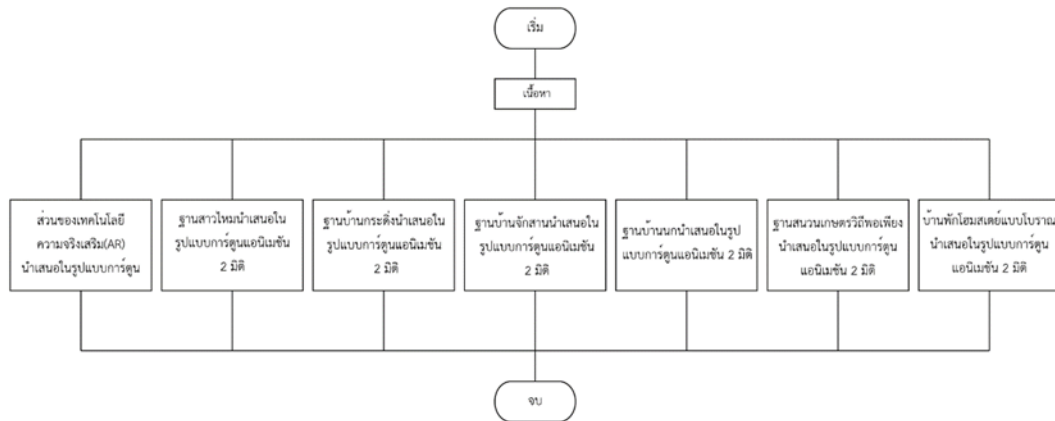 เริ่ม
เนื้อหา
ส่วนของเทคโนโลยี
ความจริงเสริม(AR)
นำเสนอในรูปแบบการ์ตูน
ฐานสาวไหมนำเสนอใน
รูปแบบการ์ตูนแอนิเมชัน
2 มิติ
ฐานบ้านกระดิ่งนำเสนอใน
รูปแบบการ์ตูนแอนิเมชัน
2 มิติ
ฐานบ้านจักสานนำเสนอใน
รูปแบบการ์ตูนแอนิเมชัน
2 มิติ
ฐานบ้านนกนำเสนอในรูป
แบบการ์ตูนแอนิเมชัน 2 มิติ
ฐานสวนเกษตรวิถีพอเพียง
นำเสนอในรูปแบบการ์ตูน
แอนิเมชัน 2 มิติ
บ้านพักโฮมสเตย์แบบโบราณ
นำเสนอในรูปแบบการ์ตูน
แอนิเมชัน 2 มิติ
จบ